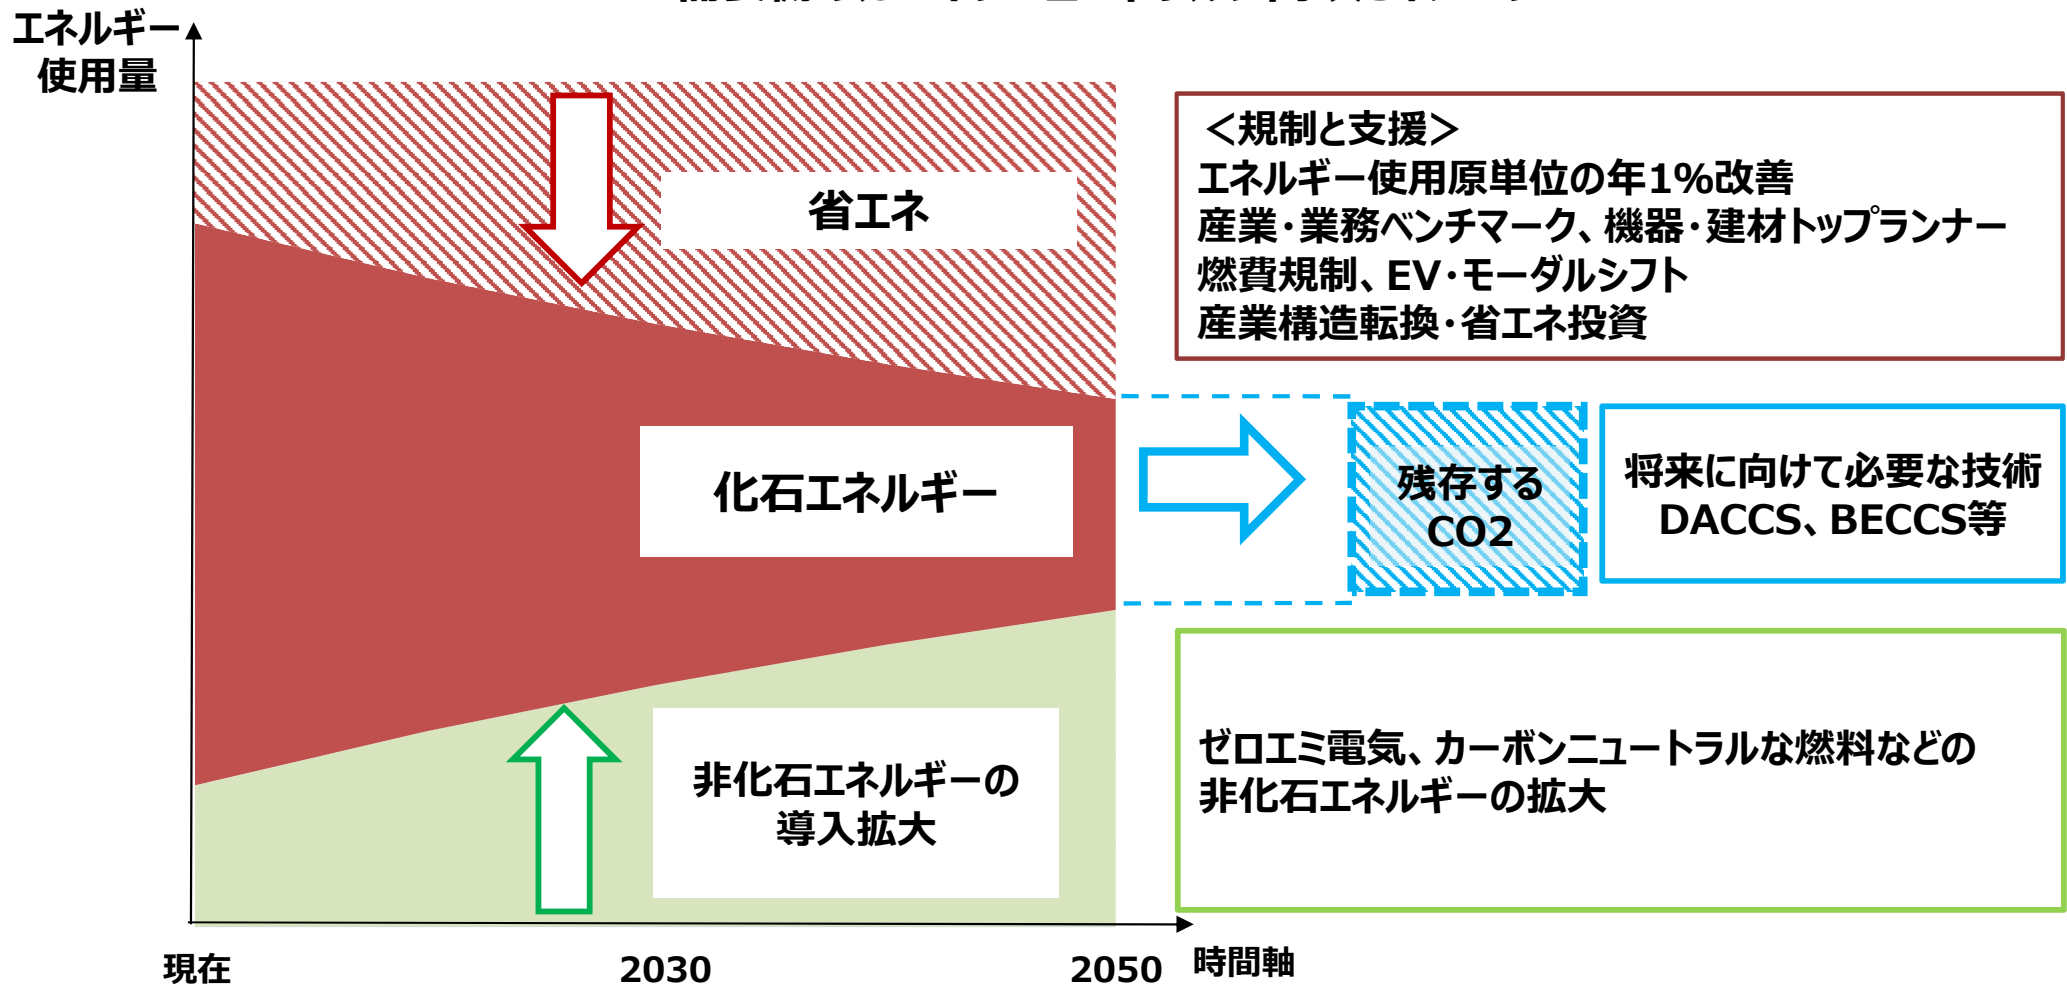 エネルギー
使用量
省エネ
化石エネルギー
非化石エネルギーの
導入拡大
現在
2030
2050
時間軸
＜規制と支援＞
エネルギー使用原単位の年1%改善
産業・業務ベンチマーク、機器・建材トップランナー
燃費規制、EV・モーダルシフト
産業構造転換・省エネ投資
残存する
CO2
将来に向けて必要な技術
DACCS、BECCS等
ゼロエミ電気、カーボンニュートラルな燃料などの
非化石エネルギーの拡大